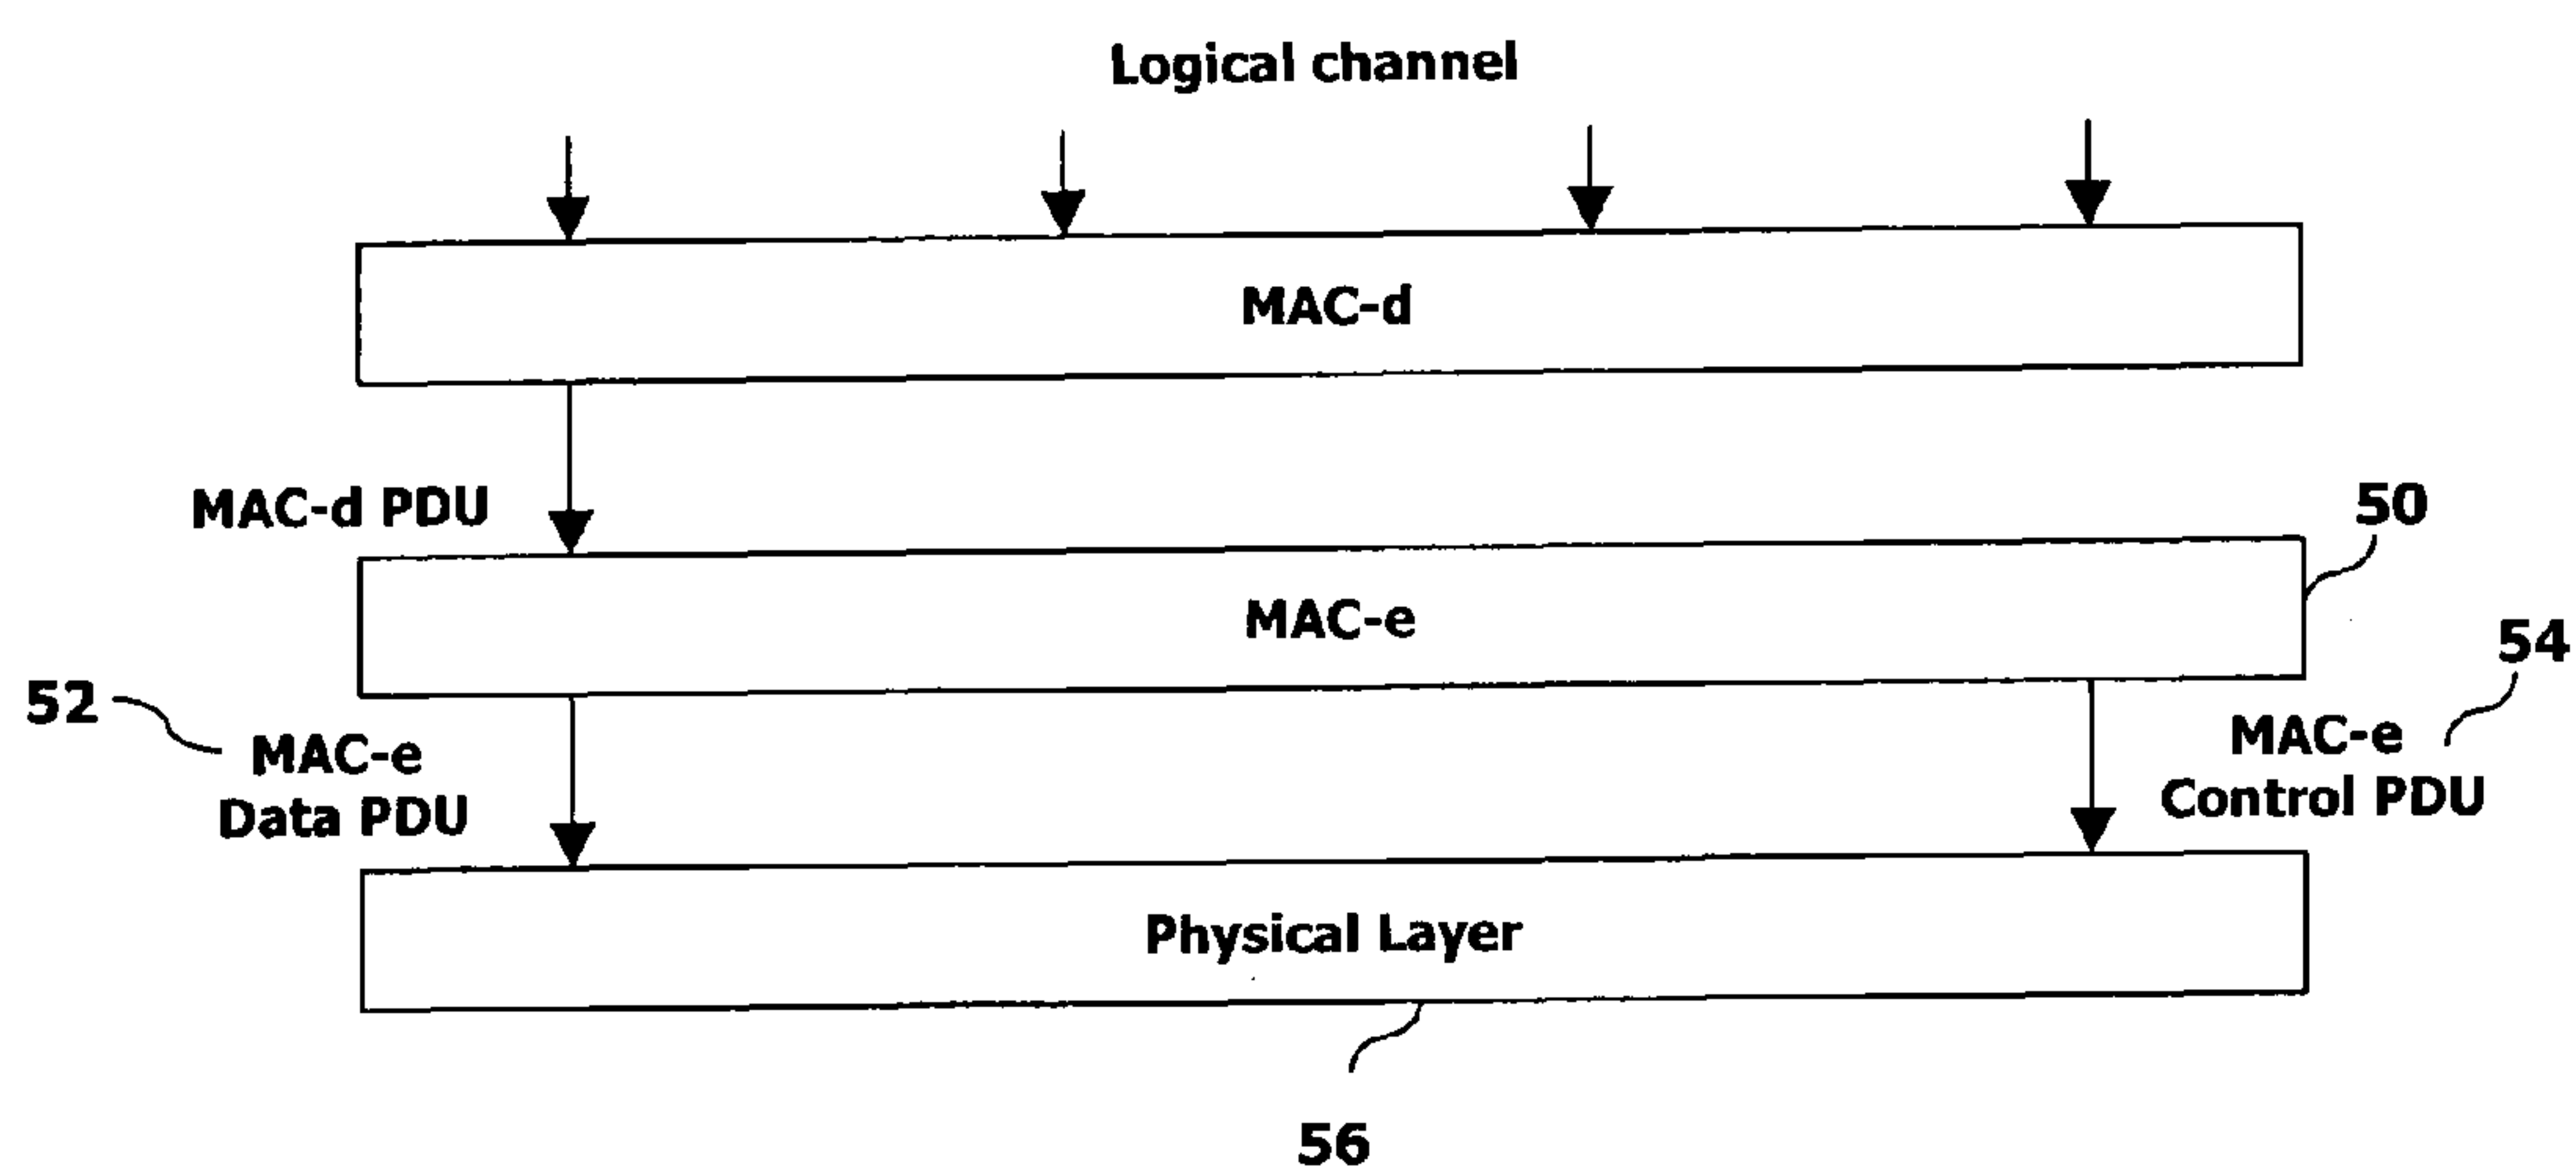 Logical channel
MAC-d
MAC-d PDU
50
MAC-e
54
52
MAC-e
Data PDU
MAC-e
Control PDU
Physical Layer
56